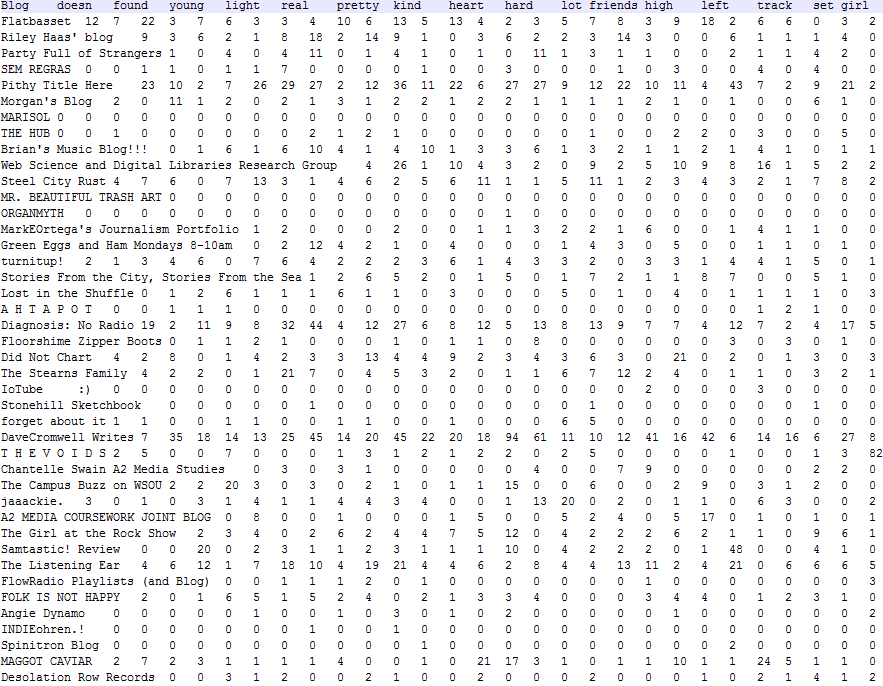 Blog doesn found young light real pretty kind heart hard lot friends high left track set girl
Flatbasset 12 7 22 3 7 6 3 3 4 10 6 13 5 13 4 2 3 5 7 8 3 9 18 2 6 6 0 3 2
Riley Haas' blog 9 3 6 2 1 8 18 2 14 9 1 0 3 6 2 2 3 14 3 0 0 6 1 1 1 4 0
Party Full of Strangers 1 0 4 0 4 11 0 1 4 1 0 1 0 11 1 3 1 1 0 0 2 1 1 4 2
SEM REGRAS 0 0 1 1 0 1 1 7 0 0 0 0 1 0 0 3 0 0 0 1 0 3 0 0 4 0 4 0 0
Pithy Title Here 23 10 2 7 26 29 27 2 12 36 11 22 6 27 27 9 12 22 10 11 4 43 7 2 9 21 2
Morgan's Blog 2 0 11 1 2 0 2 1 3 1 2 2 1 2 2 1 1 1 1 2 1 0 1 0 0 6 1 0
MARISOL 0 0 0 0 0 0 0 0 0 0 0 0 0 0 0 0 0 0 0 0 0 0 0 0 0 0 0 0 0 0
THE HUB 0 0 1 0 0 0 0 0 0 2 1 2 1 0 0 0 0 0 0 1 0 0 2 2 0 3 0 0 5 0
Brian's Music Blog!!! 0 1 6 1 6 10 4 1 4 10 1 3 3 6 1 3 2 1 1 2 1 4 1 0 1 1
Web Science and Digital Libraries Research Group 4 26 1 10 4 3 2 0 9 2 5 10 9 8 16 1 5 2 2
Steel City Rust 4 7 6 0 7 13 3 1 4 6 2 5 6 11 1 1 5 11 1 2 3 4 3 2 1 7 8 2
MR. BEAUTIFUL TRASH ART 0 0 0 0 0 0 0 0 0 0 0 0 0 0 0 0 0 0 0 0 0 0 0 0 0 0
ORGANMYTH 0 0 0 0 0 0 0 0 0 0 0 0 0 0 0 1 0 0 0 0 0 0 0 0 0 0 0 0 0
MarkEOrtega's Journalism Portfolio 1 2 0 0 0 2 0 0 1 1 3 2 2 1 6 0 0 1 4 1 1 1 0
Green Eggs and Ham Mondays 8-10am 0 2 12 4 2 1 0 4 0 0 0 1 4 3 0 5 0 0 1 1 0 1 0
turnitup! 2 1 3 4 6 0 7 6 4 2 2 2 3 6 1 4 3 3 2 0 3 3 1 4 4 1 5 0 1
Stories From the City, Stories From the Sea 1 2 6 5 2 0 1 5 0 1 7 2 1 1 8 7 0 0 5 1 0
Lost in the Shuffle 0 1 2 6 1 1 1 6 1 1 0 3 0 0 0 5 0 1 0 4 0 1 1 1 1 0 3
A H T A P O T 0 0 1 1 1 0 0 0 0 0 0 0 0 0 0 0 0 0 0 0 0 0 0 1 2 1 0 0
Diagnosis: No Radio 19 2 11 9 8 32 44 4 12 27 6 8 12 5 13 8 13 9 7 7 4 12 7 2 4 17 5
Floorshime Zipper Boots 0 1 1 2 1 0 0 0 1 0 1 1 0 8 0 0 0 0 0 0 3 0 3 0 1 0
Did Not Chart 4 2 8 0 1 4 2 3 3 13 4 4 9 2 3 4 3 6 3 0 21 0 2 0 1 3 0 3
The Stearns Family 4 2 2 0 1 21 7 0 4 5 3 2 0 1 1 6 7 12 2 4 0 1 1 0 3 2 1
IoTube :) 0 0 0 0 0 0 0 0 0 0 0 0 0 0 0 0 0 0 0 2 0 0 0 3 0 0 0 0
Stonehill Sketchbook 0 0 0 0 0 1 0 0 0 0 0 0 0 0 0 1 0 0 0 0 0 0 0 1 0 0
forget about it 1 1 0 0 1 1 0 0 1 1 1 0 0 0 0 0 6 5 0 0 0 0 0 0 0 0 0 0
DaveCromwell Writes 7 35 18 14 13 25 45 14 20 45 22 20 18 94 61 11 10 12 41 16 42 6 14 16 6 27 8
T H E V O I D S 2 5 0 0 7 0 0 0 1 3 1 2 1 2 2 0 2 5 0 0 0 0 1 0 0 1 3 82
Chantelle Swain A2 Media Studies 0 3 0 3 1 0 0 0 0 0 0 4 0 0 7 9 0 0 0 0 0 2 2 0
The Campus Buzz on WSOU 2 2 20 3 0 3 0 2 1 0 1 1 15 0 0 6 0 0 2 9 0 3 1 2 0 0
jaaackie. 3 0 1 0 3 1 4 1 1 4 4 3 4 0 0 1 13 20 0 2 0 1 1 0 6 3 0 0 2
A2 MEDIA COURSEWORK JOINT BLOG 0 8 0 0 1 0 0 0 1 5 0 0 5 2 4 0 5 17 0 1 0 1 0 1
The Girl at the Rock Show 2 3 4 0 2 6 2 4 4 7 5 12 0 4 2 2 2 6 2 1 1 0 9 6 1
Samtastic! Review 0 0 20 0 2 3 1 1 2 3 1 1 1 10 0 4 2 2 2 0 1 48 0 0 4 1 0
The Listening Ear 4 6 12 1 7 18 10 4 19 21 4 4 6 2 8 4 4 13 11 2 4 21 0 6 6 6 5
FlowRadio Playlists (and Blog) 0 0 1 1 1 2 0 1 0 0 0 0 0 0 0 1 0 0 0 0 0 0 0 3
FOLK IS NOT HAPPY 2 0 1 6 5 1 5 2 4 0 2 1 3 3 4 0 0 0 3 4 4 0 1 2 3 1 0
Angie Dynamo 0 0 0 0 0 1 0 0 1 0 3 0 1 0 2 0 0 0 0 0 1 0 0 0 0 0 0 2
INDIEohren.! 0 0 0 0 0 0 0 1 0 0 1 0 0 0 0 0 0 0 0 0 0 0 0 0 0 0 0 0
Spinitron Blog 0 0 0 0 0 0 0 0 0 0 0 1 0 0 0 0 0 0 0 0 0 0 2 0 0 0 0 0
MAGGOT CAVIAR 2 7 2 3 1 1 1 1 4 0 0 1 0 21 17 3 1 0 1 1 10 1 1 24 5 1 1 0
Desolation Row Records 0 0 3 1 2 0 0 2 1 0 0 2 0 0 0 2 0 0 0 0 1 0 2 1 4 1 2